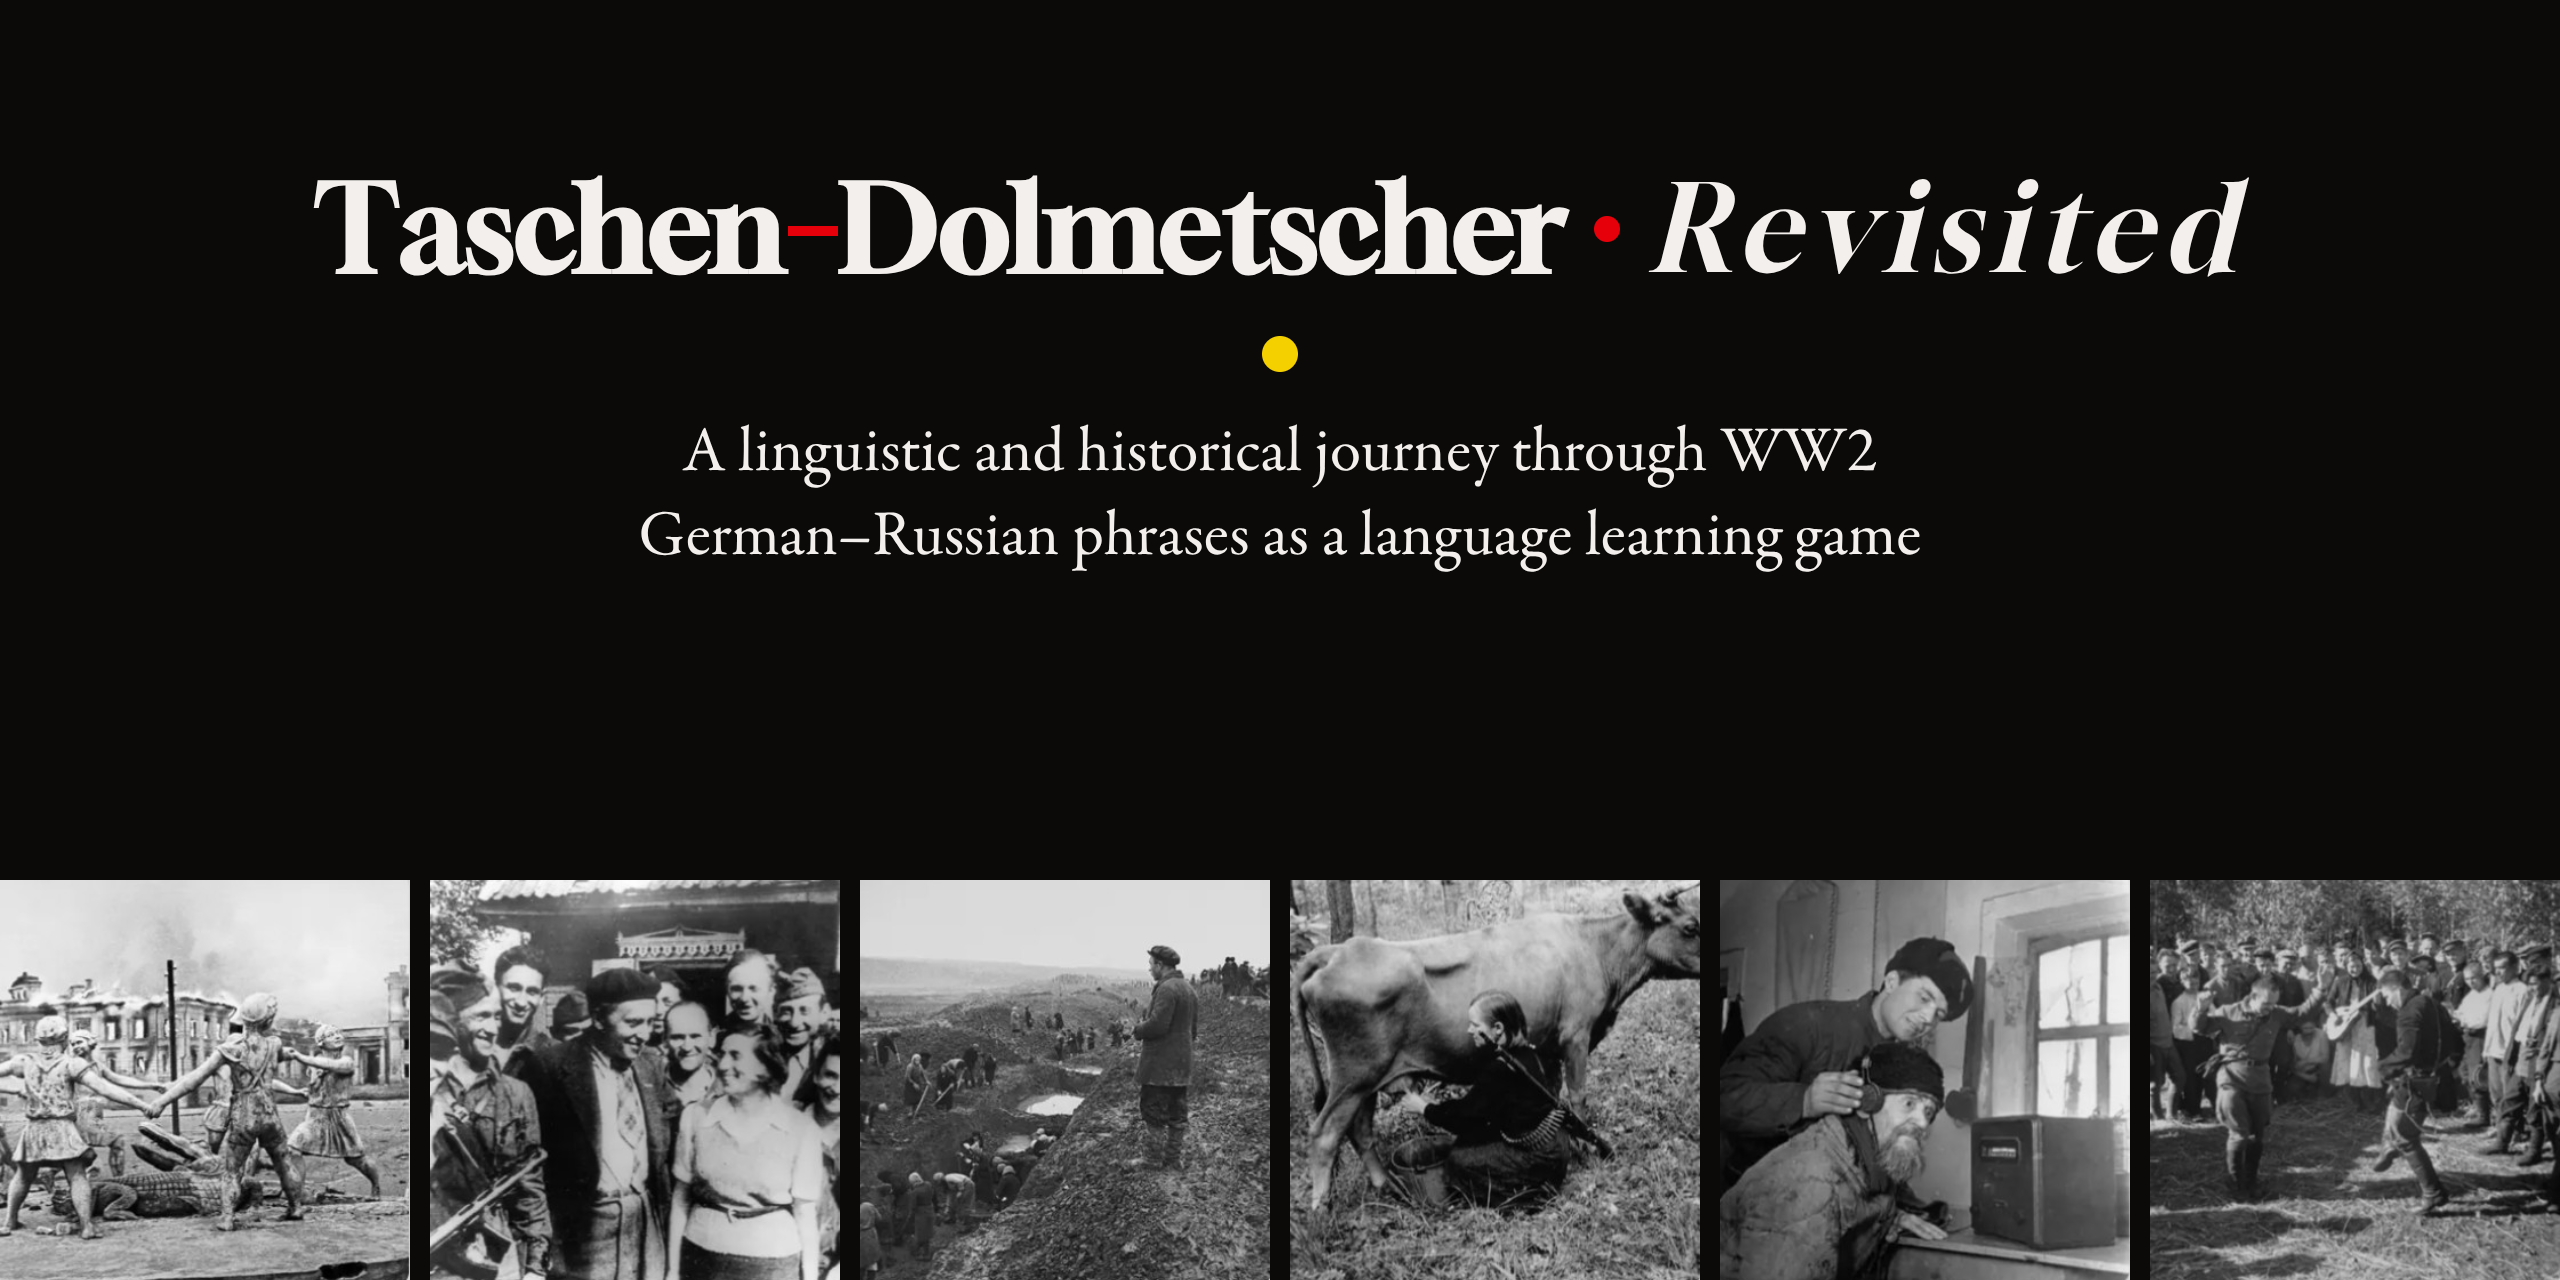 Taschen–Dolmetscher • Revisited
A linguistic and historical journey through WW2
German–Russian phrases as a language learning game